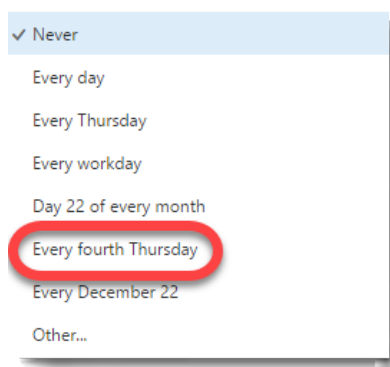 Never
Every day
Every Thursday
Every workday
Day 22 of every month
Every fourth Thursday
Every December 22
Other...